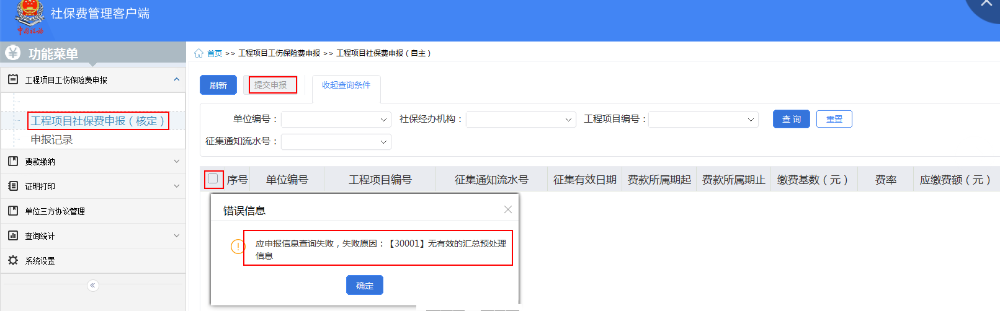 社保费管理客户端
中国税务
功能菜单
首页 >> 工程项目工伤保险费申报 >> 工程项目社保费申报（自主）
工程项目工伤保险费申报
刷新 提交申报 收起查询条件
工程项目社保费申报（核定）
单位编号： 社保经办机构： 工程项目编号： 查询 重置
申报记录
征集通知流水号：
费款缴纳
序号 单位编号 工程项目编号 征集通知流水号 征集有效日期 费款所属期起 费款所属期止 缴费基数（元） 费率 应缴费额（元）
证明打印
单位三方协议管理
错误信息
查询统计
应申报信息查询失败，失败原因：【30001】无有效的汇总预处理
信息
系统设置
确定